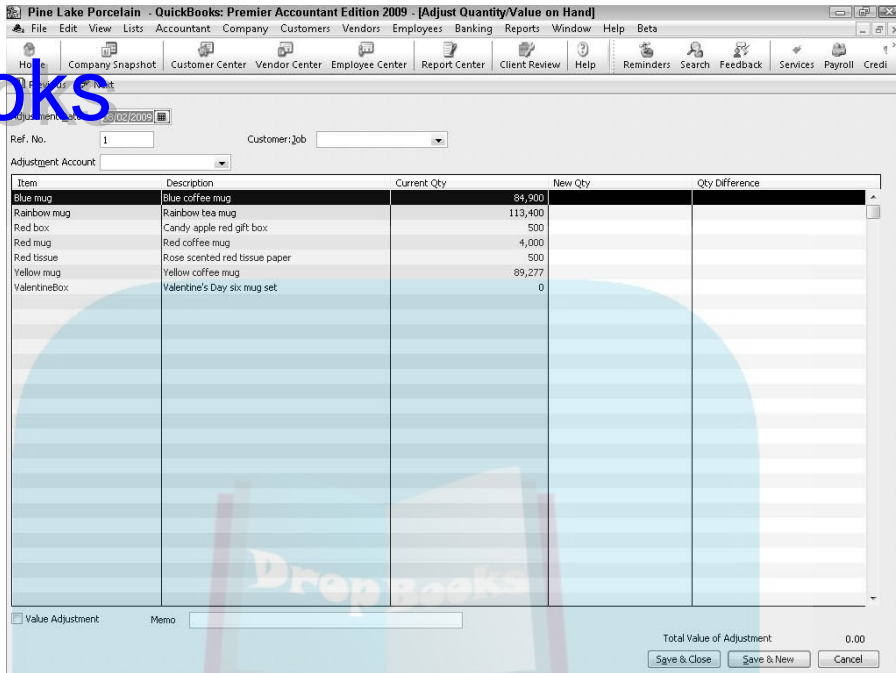 Pine Lake Porcelain - QuickBooks: Premier Accountant Edition 2009 - [Adjust Quantity/Value on Hand]
File Edit View Lists Accountant Company Customers Vendors Employees Banking Reports Window Help Beta
Company Snapshot Customer Center Vendor Center Employee Center Report Center Client Review Help Reminders Search Feedback Services Payroll Credi
oks
Next
/02/2009
Ref. No. 1 Customer:Job
Adjustment Account
Item Description Current Qty New Qty Qty Difference
Blue mug Blue coffee mug 84,900
Rainbow mug Rainbow tea mug 113,400
Red box Candy apple red gift box 500
Red mug Red coffee mug 4,000
Red tissue Rose scented red tissue paper 500
Yellow mug Yellow coffee mug 89,277
ValentineBox Valentine's Day six mug set 0
DropBooks
Value Adjustment Memo
Total Value of Adjustment 0.00
Save & Close Save & New Cancel